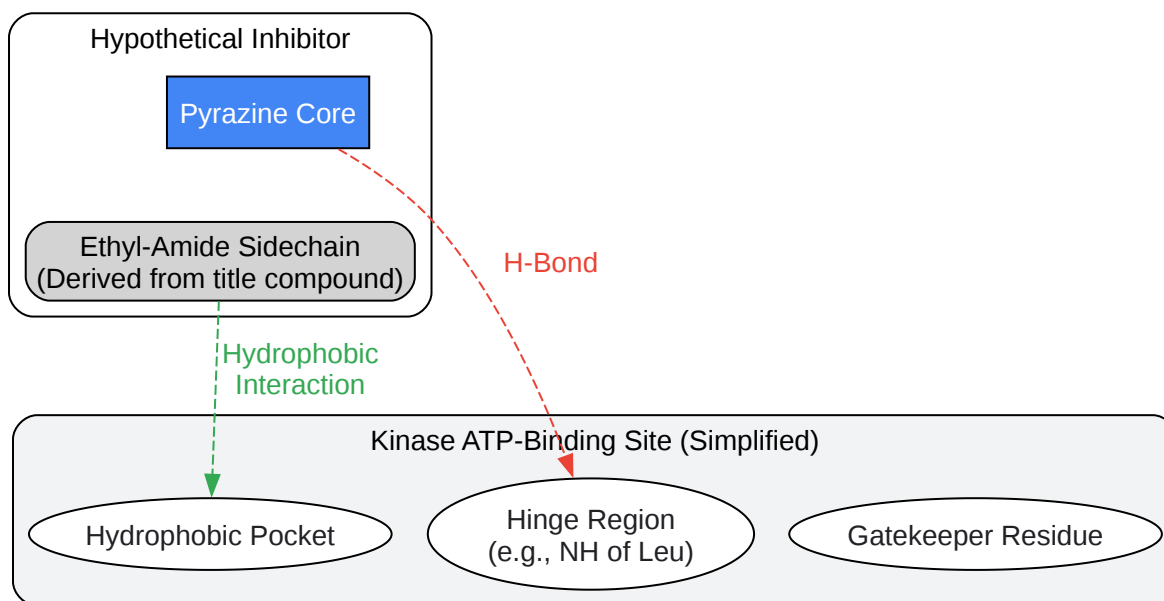 Hypothetical Inhibitor
Pyrazine Core
Ethyl-Amide Sidechain
(Derived from title compound)
H-Bond
Hydrophobic
Interaction
Kinase ATP-Binding Site (Simplified)
Hydrophobic Pocket
Hinge Region
(e.g., NH of Leu)
Gatekeeper Residue